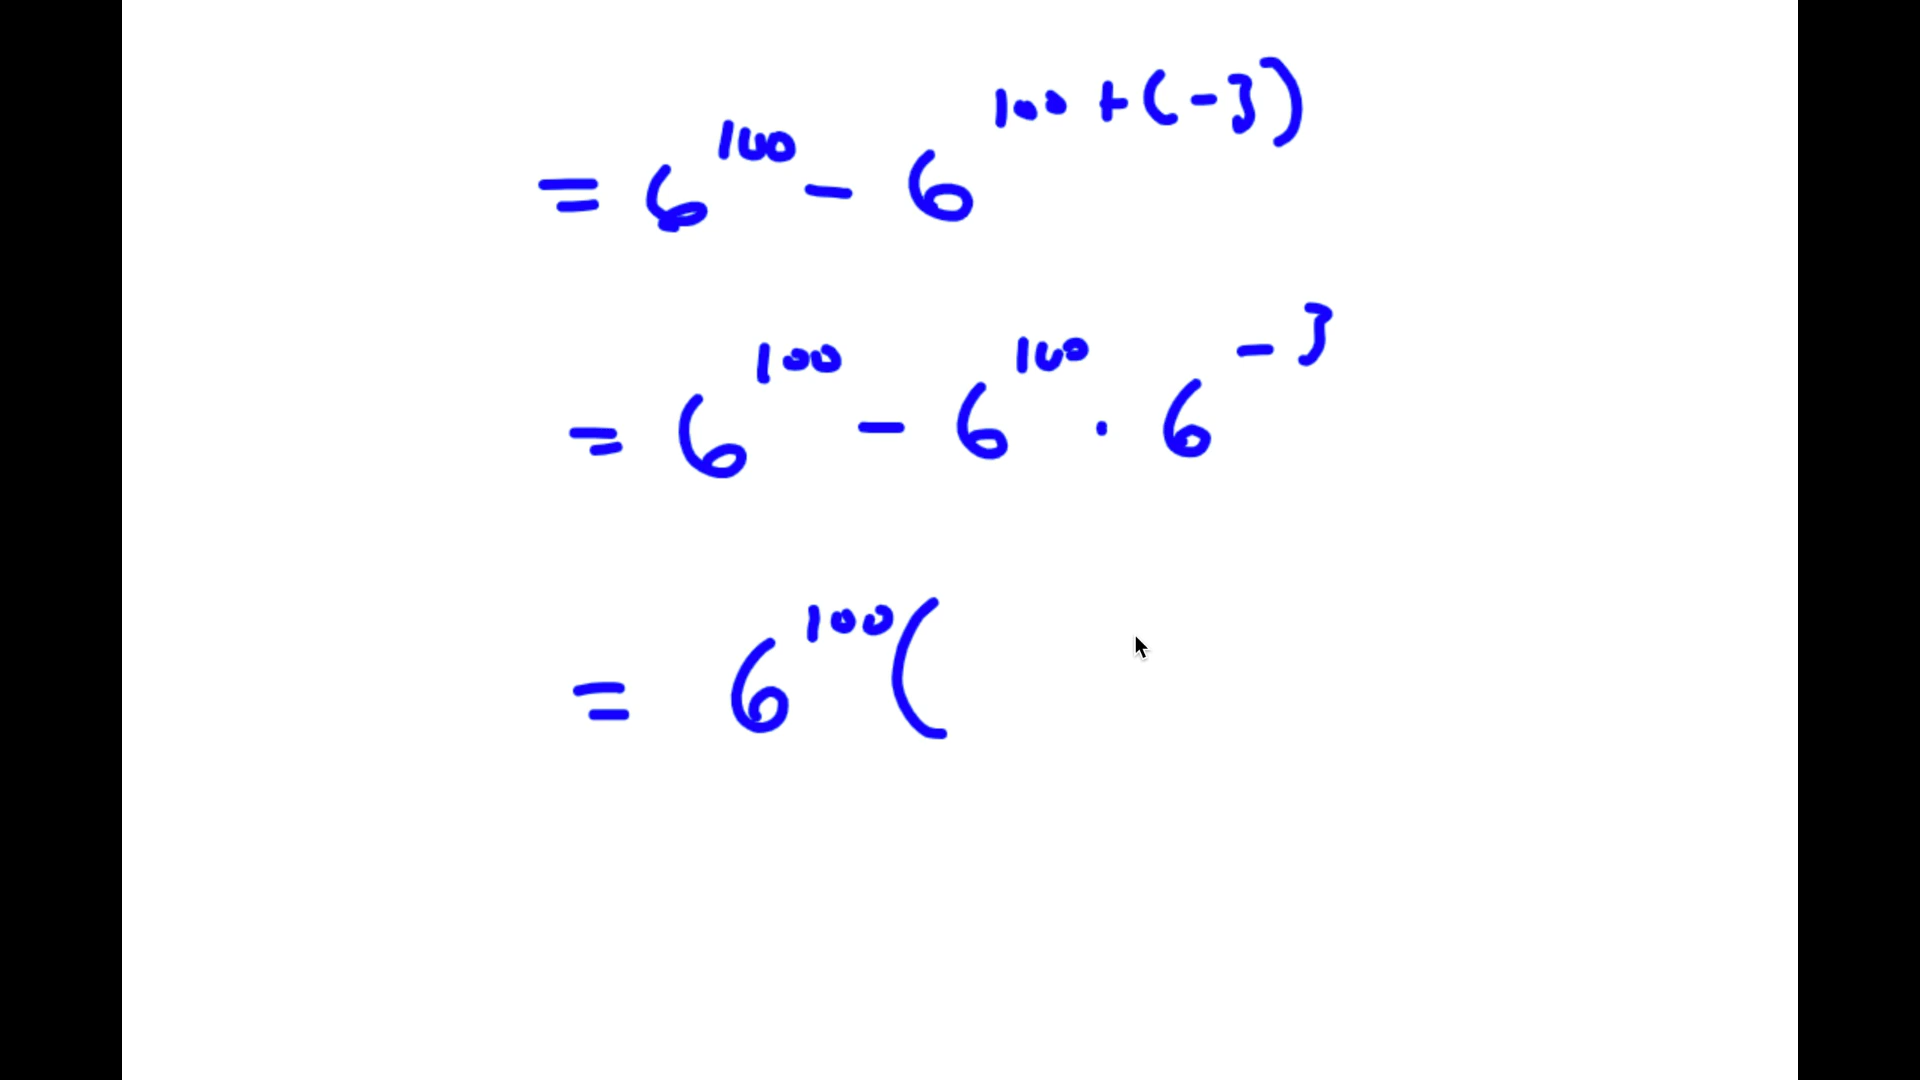 = 6^{100} - 6^{100 + (-3)}
= 6^{100} - 6^{100} · 6^{-3}
= 6^{100} (